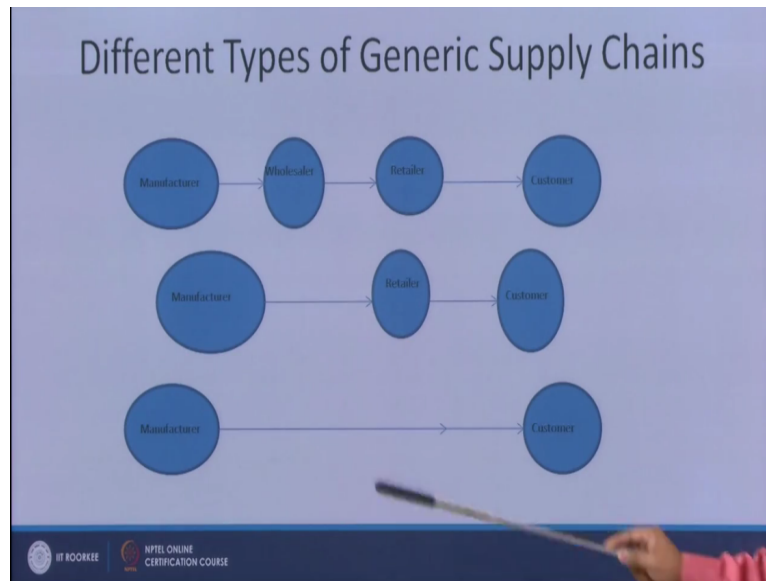 Different Types of Generic Supply Chains
Manufacturer
Wholesaler
Retailer
Customer
Manufacturer
Retailer
Customer
Manufacturer
Customer
IIT ROORKEE
NPTEL ONLINE
CERTIFICATION COURSE